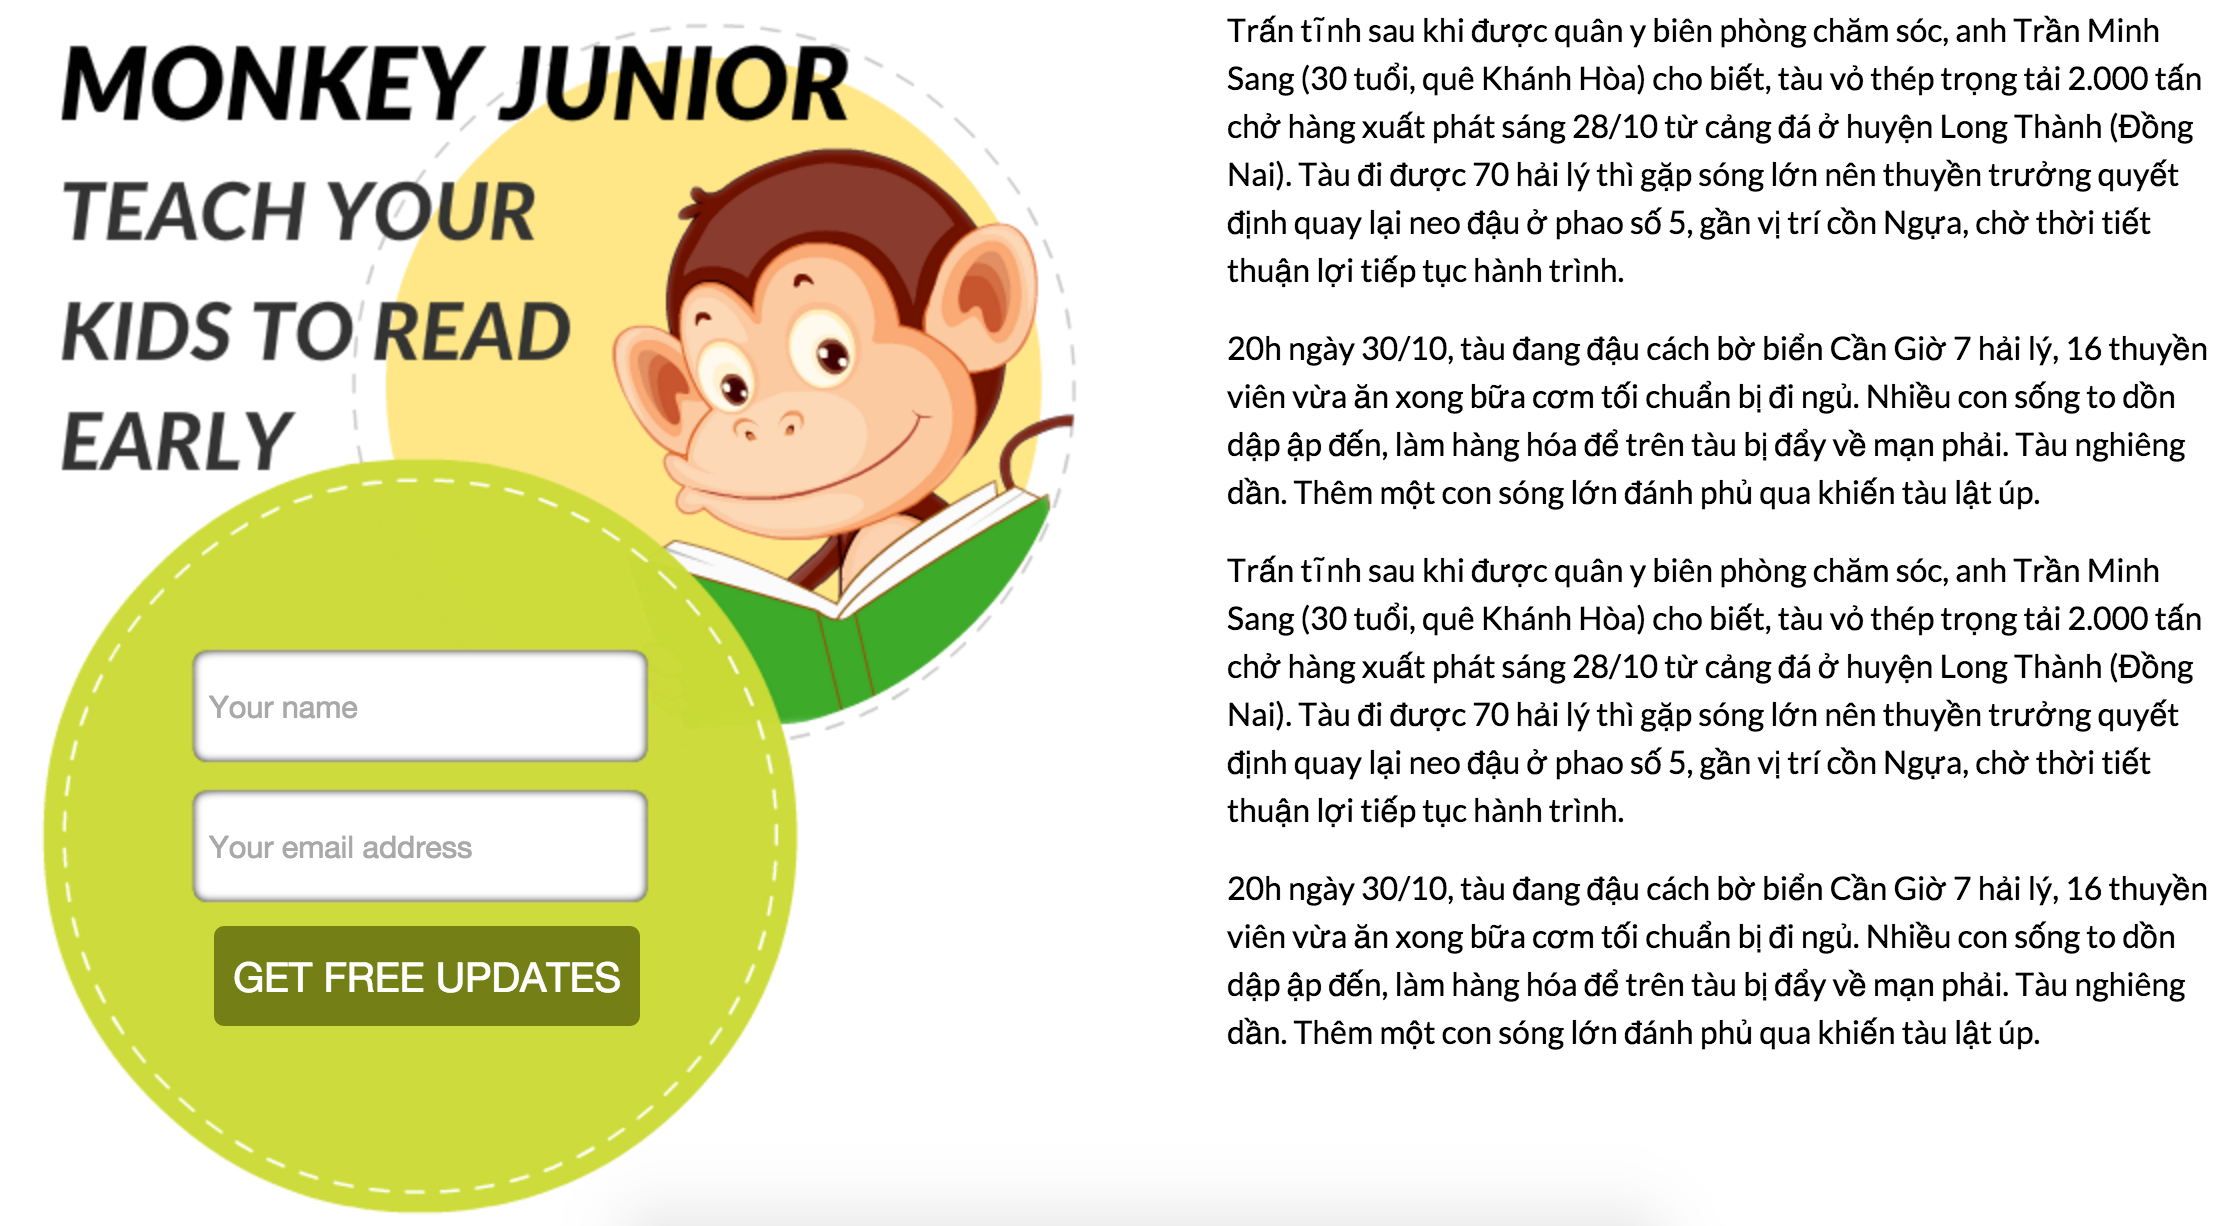 MONKEY JUNIOR
TEACH YOUR
KIDS TO READ
EARLY
Your name
Your email address
GET FREE UPDATES
Trấn tĩnh sau khi được quân y biên phòng chăm sóc, anh Trần Minh
Sang (30 tuổi, quê Khánh Hòa) cho biết, tàu vỏ thép trọng tải 2.000 tấn
chở hàng xuất phát sáng 28/10 từ cảng đá ở huyện Long Thành (Đồng
Nai). Tàu đi được 70 hải lý thì gặp sóng lớn nên thuyền trưởng quyết
định quay lại neo đậu ở phao số 5, gần vị trí cồn Ngựa, chờ thời tiết
thuận lợi tiếp tục hành trình.
20h ngày 30/10, tàu đang đậu cách bờ biển Cần Giờ 7 hải lý, 16 thuyền
viên vừa ăn xong bữa cơm tối chuẩn bị đi ngủ. Nhiều con sống to dồn
dập ập đến, làm hàng hóa để trên tàu bị đẩy về mạn phải. Tàu nghiêng
dần. Thêm một con sóng lớn đánh phủ qua khiến tàu lật úp.
Trấn tĩnh sau khi được quân y biên phòng chăm sóc, anh Trần Minh
Sang (30 tuổi, quê Khánh Hòa) cho biết, tàu vỏ thép trọng tải 2.000 tấn
chở hàng xuất phát sáng 28/10 từ cảng đá ở huyện Long Thành (Đồng
Nai). Tàu đi được 70 hải lý thì gặp sóng lớn nên thuyền trưởng quyết
định quay lại neo đậu ở phao số 5, gần vị trí cồn Ngựa, chờ thời tiết
thuận lợi tiếp tục hành trình.
20h ngày 30/10, tàu đang đậu cách bờ biển Cần Giờ 7 hải lý, 16 thuyền
viên vừa ăn xong bữa cơm tối chuẩn bị đi ngủ. Nhiều con sống to dồn
dập ập đến, làm hàng hóa để trên tàu bị đẩy về mạn phải. Tàu nghiêng
dần. Thêm một con sóng lớn đánh phủ qua khiến tàu lật úp.